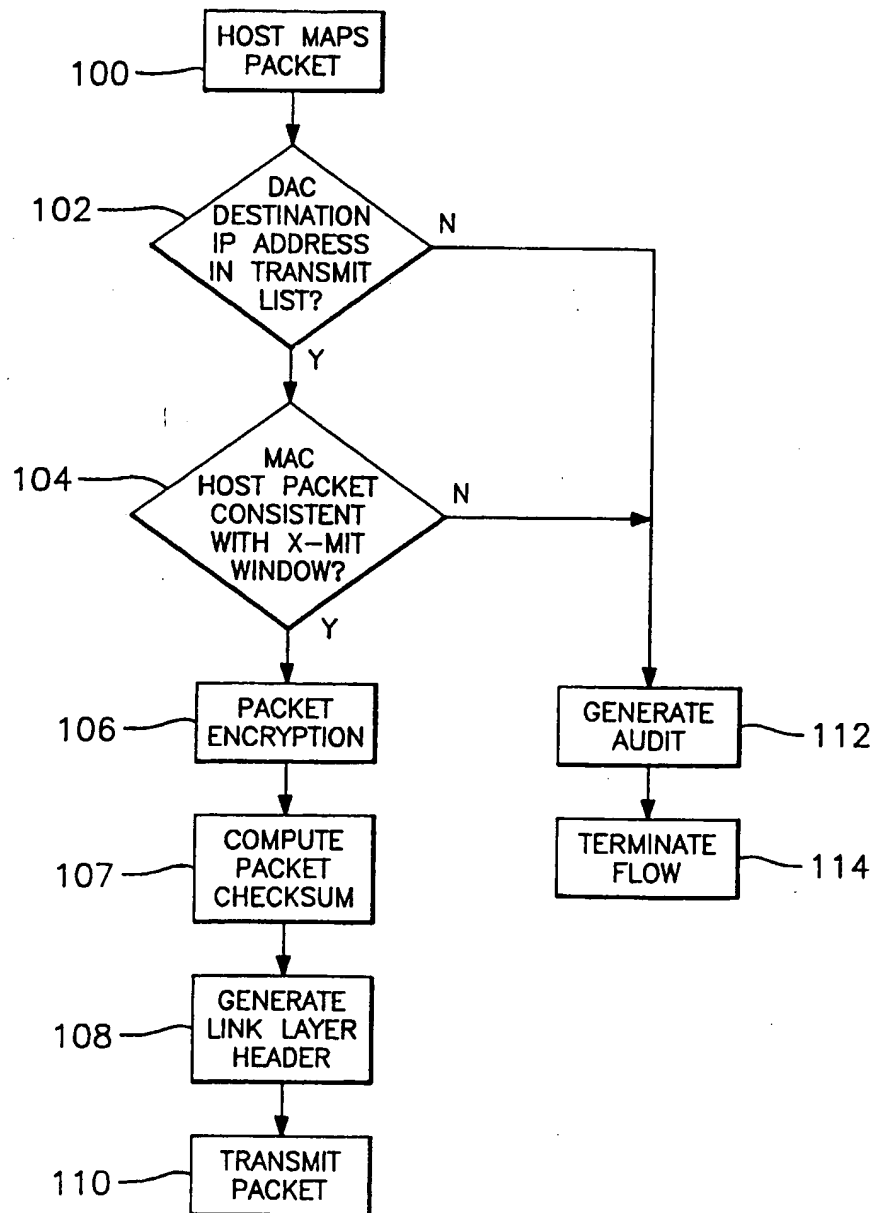 HOST MAPS
PACKET
100
DAC
DESTINATION
IP ADDRESS
IN TRANSMIT
LIST?
102
N
Y
MAC
HOST PACKET
CONSISTENT
WITH X-MIT
WINDOW?
104
N
Y
PACKET
ENCRYPTION
106
GENERATE
AUDIT
112
COMPUTE
PACKET
CHECKSUM
107
TERMINATE
FLOW
114
GENERATE
LINK LAYER
HEADER
108
TRANSMIT
PACKET
110